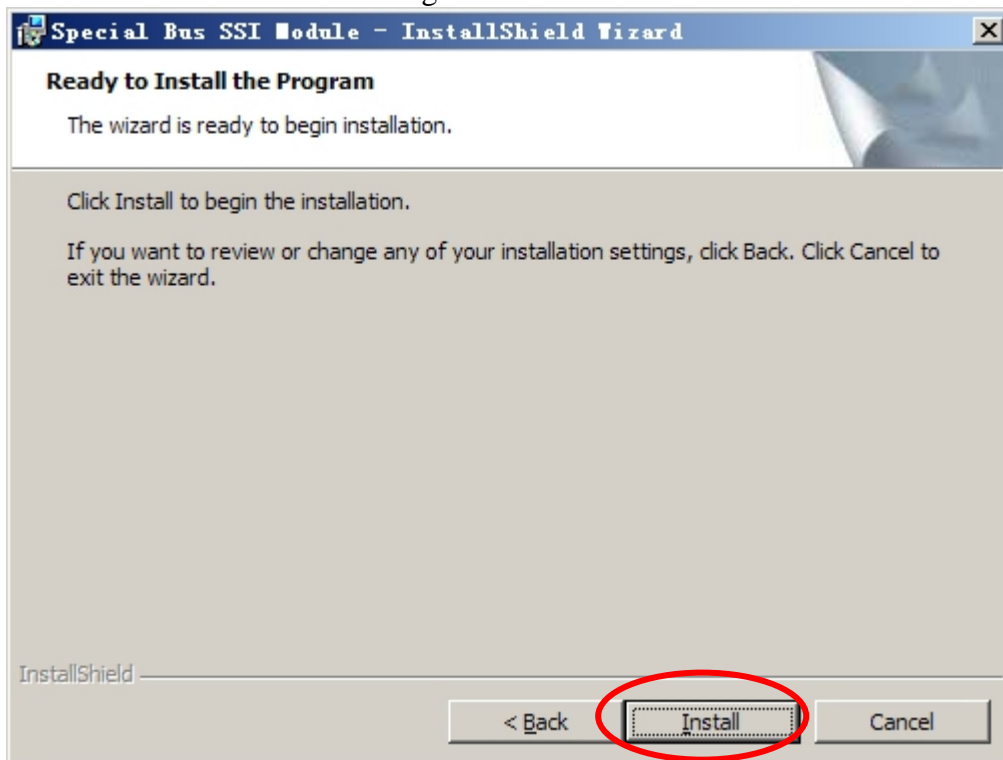 Special Bus SSI Module - InstallShield Wizard
Ready to Install the Program
The wizard is ready to begin installation.
Click Install to begin the installation.
If you want to review or change any of your installation settings, click Back. Click Cancel to
exit the wizard.
InstallShield
< Back Install Cancel